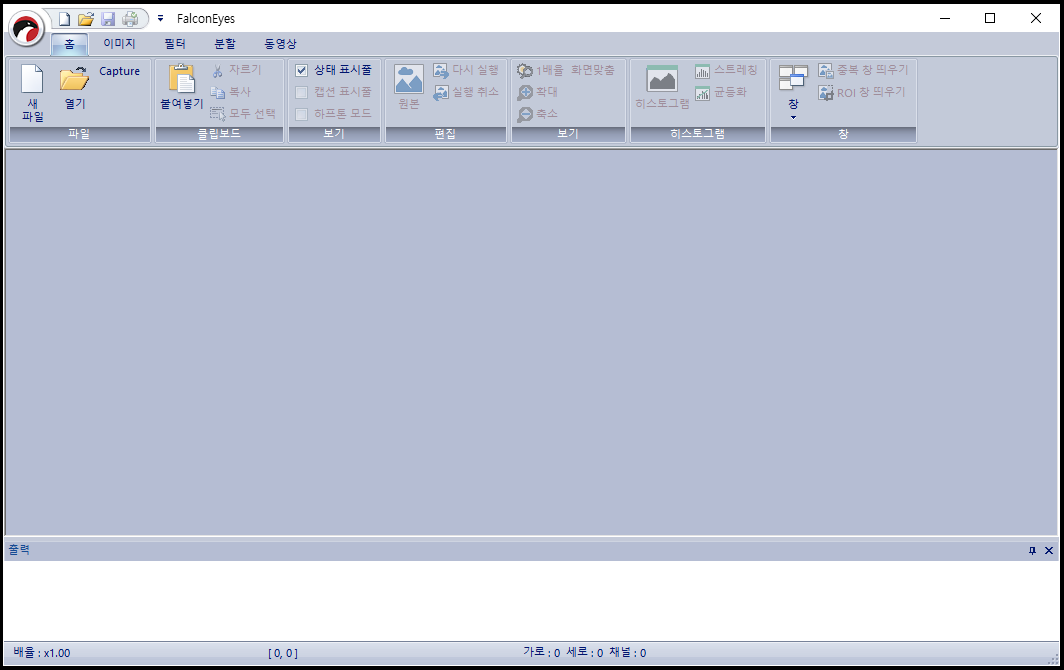 FalconEyes
홈 이미지 필터 분할 동영상
새
파일
열기
Capture
파일
붙여넣기
자르기
복사
모두 선택
클립보드
상태 표시줄
캡션 표시줄
하프톤 모드
보기
원본
다시 실행
실행 취소
편집
1배율 화면맞춤
확대
축소
보기
히스토그램
스트레칭
균등화
히스토그램
창
중복 창 띄우기
ROI 창 띄우기
창
출력
배율 : x1.00 [ 0, 0 ] 가로 : 0 세로 : 0 채널 : 0